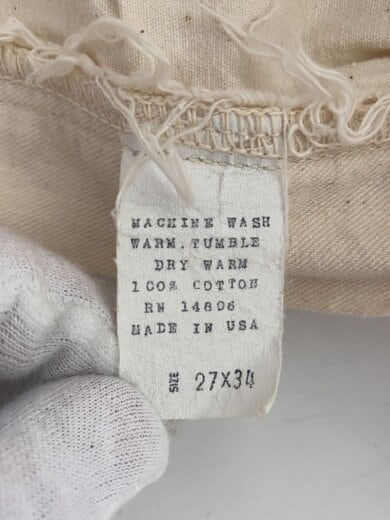 MACHINE WASH
WARM. TUMBLE
DRY WARM
100% COTTON
RN 14806
MADE IN USA
SIZE 27X34